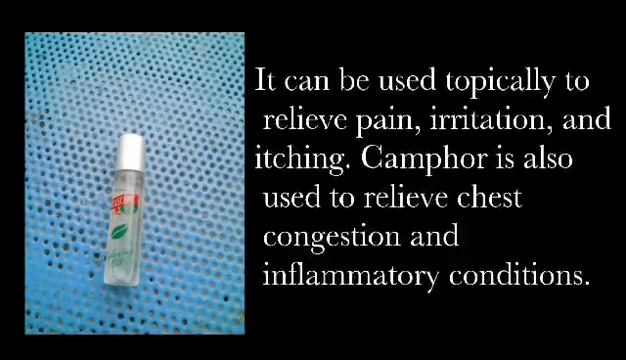 It can be used topically to
relieve pain, irritation, and
itching. Camphor is also
used to relieve chest
congestion and
inflammatory conditions.